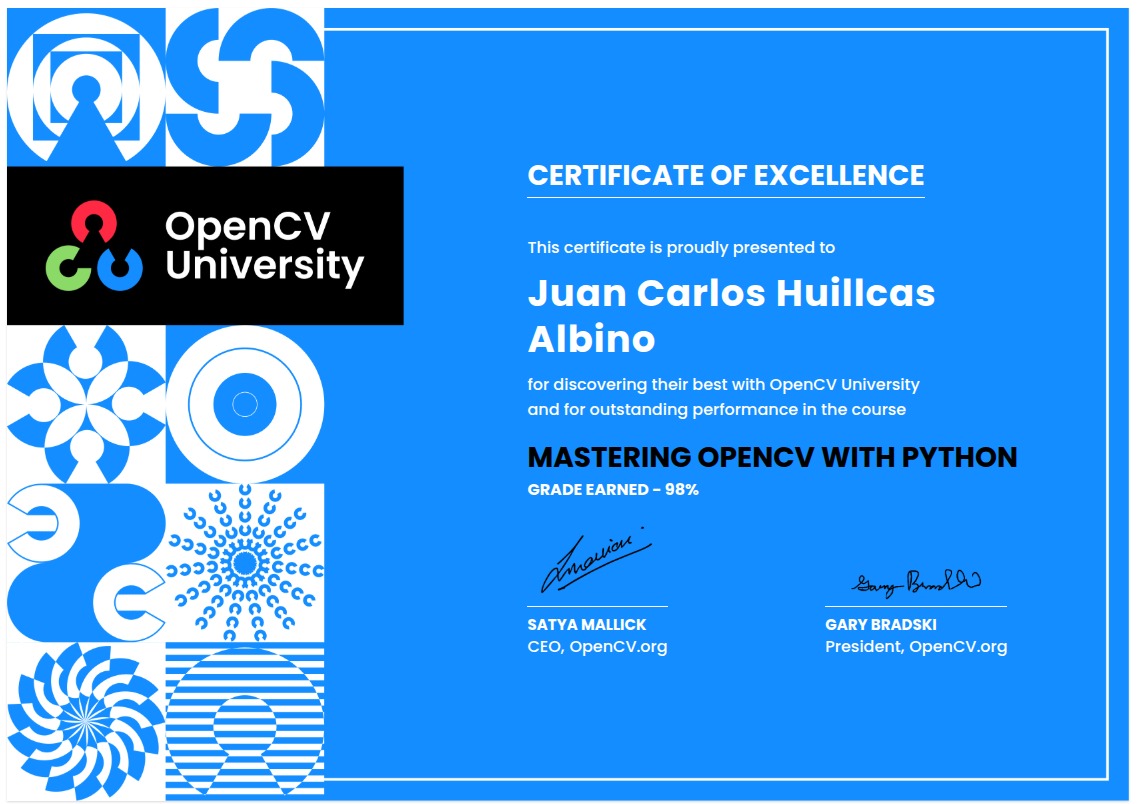 OpenCV
University
CERTIFICATE OF EXCELLENCE
This certificate is proudly presented to
Juan Carlos Huillcas
Albino
for discovering their best with OpenCV University
and for outstanding performance in the course
MASTERING OPENCV WITH PYTHON
GRADE EARNED - 98%
SATYA MALLICK
CEO, OpenCV.org
GARY BRADSKI
President, OpenCV.org